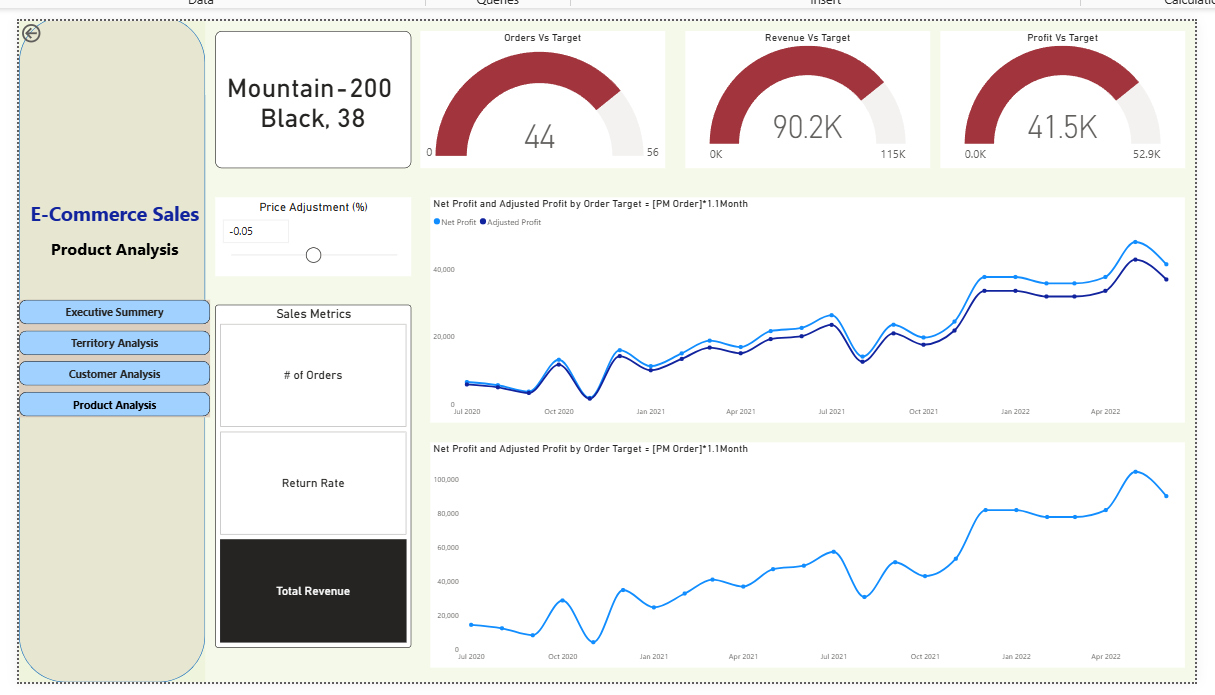 Data
Queries
Insert
E-Commerce Sales
Product Analysis
Executive Summery
Territory Analysis
Customer Analysis
Product Analysis
Mountain-200
Black, 38
Orders Vs Target
44
0
56
Revenue Vs Target
90.2K
0K
115K
Profit Vs Target
41.5K
0.0K
52.9K
Price Adjustment (%)
-0.05
Sales Metrics
# of Orders
Return Rate
Total Revenue
Net Profit and Adjusted Profit by Order Target = [PM Order]*1.1Month
Net Profit Adjusted Profit
40,000
20,000
0
Jul 2020 Oct 2020 Jan 2021 Apr 2021 Jul 2021 Oct 2021 Jan 2022 Apr 2022
Net Profit and Adjusted Profit by Order Target = [PM Order]*1.1Month
100,000
80,000
60,000
40,000
20,000
0
Jul 2020 Oct 2020 Jan 2021 Apr 2021 Jul 2021 Oct 2021 Jan 2022 Apr 2022